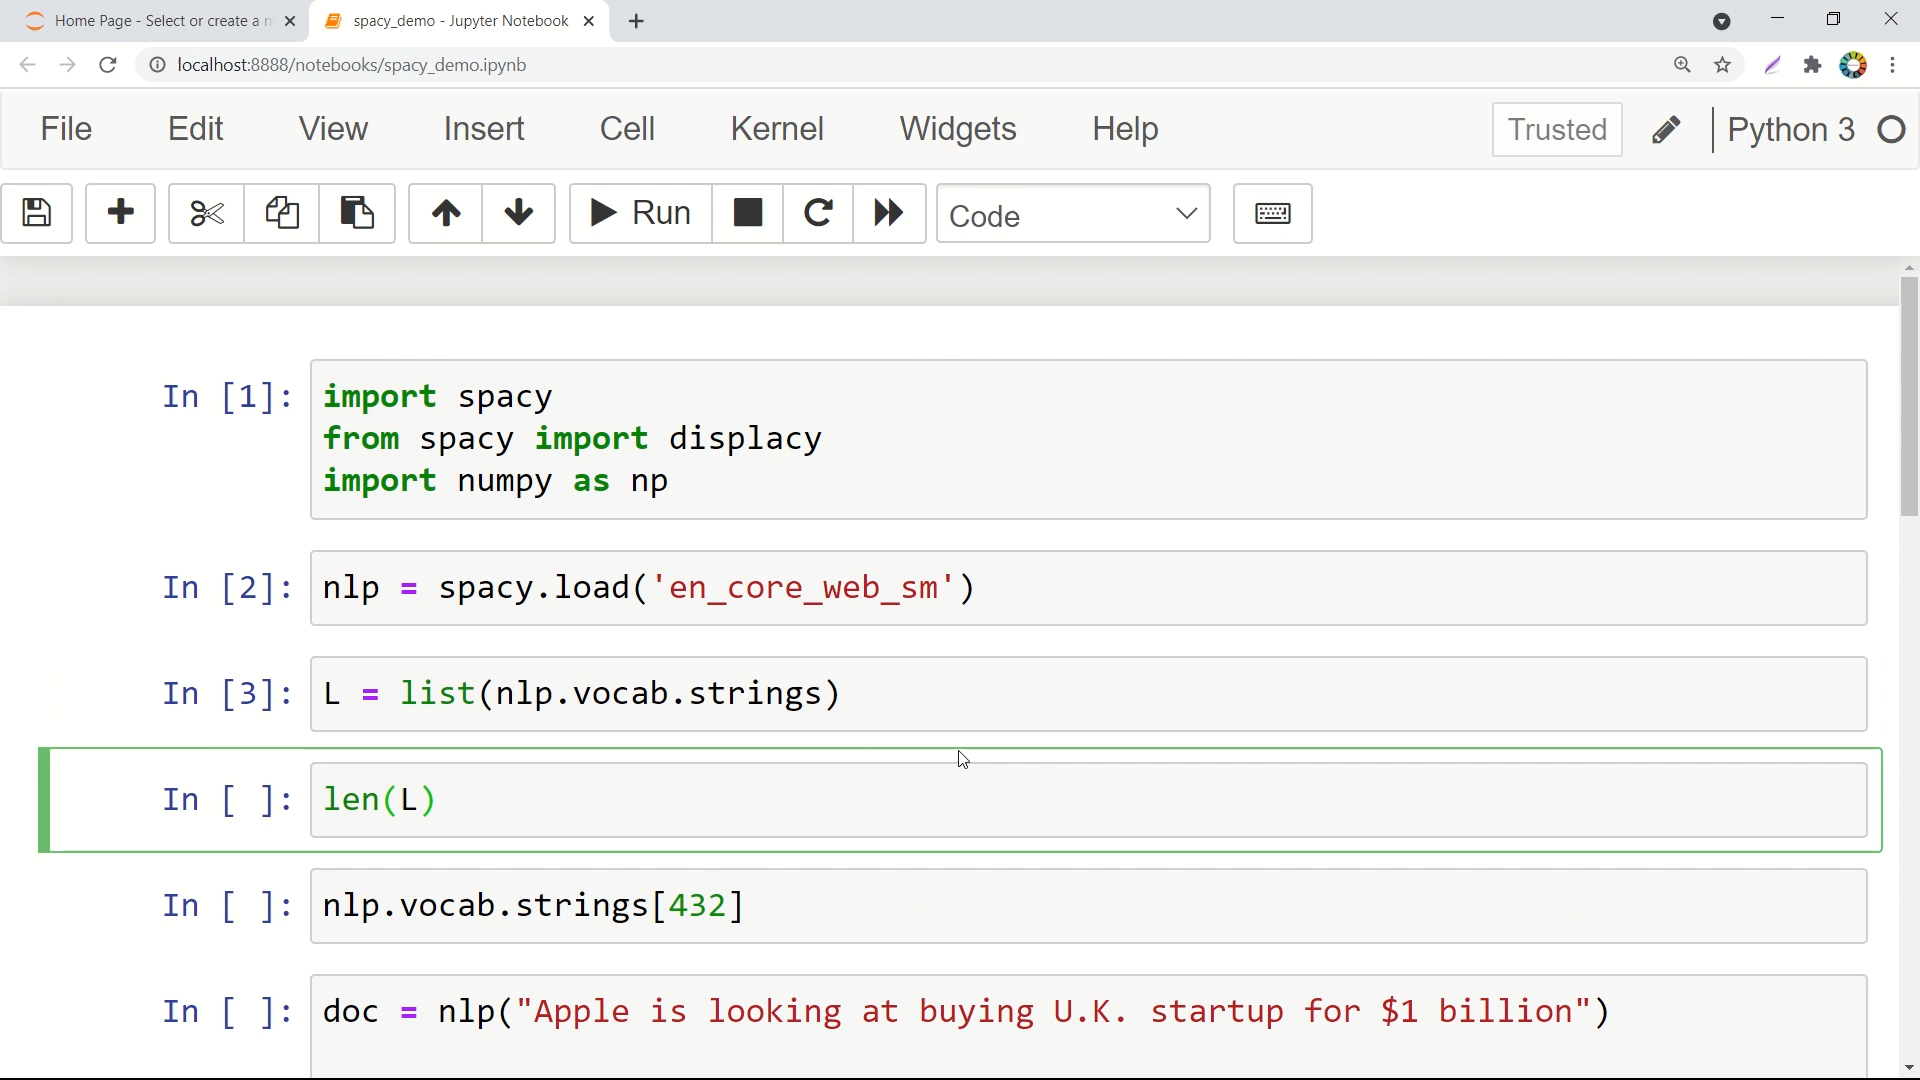 Home Page - Select or create a n
spacy_demo - Jupyter Notebook
localhost:8888/notebooks/spacy_demo.ipynb
File Edit View Insert Cell Kernel Widgets Help Trusted Python 3
Run Code
In [1]: import spacy
from spacy import displacy
import numpy as np
In [2]: nlp = spacy.load('en_core_web_sm')
In [3]: L = list(nlp.vocab.strings)
In [ ]: len(L)
In [ ]: nlp.vocab.strings[432]
In [ ]: doc = nlp("Apple is looking at buying U.K. startup for $1 billion")